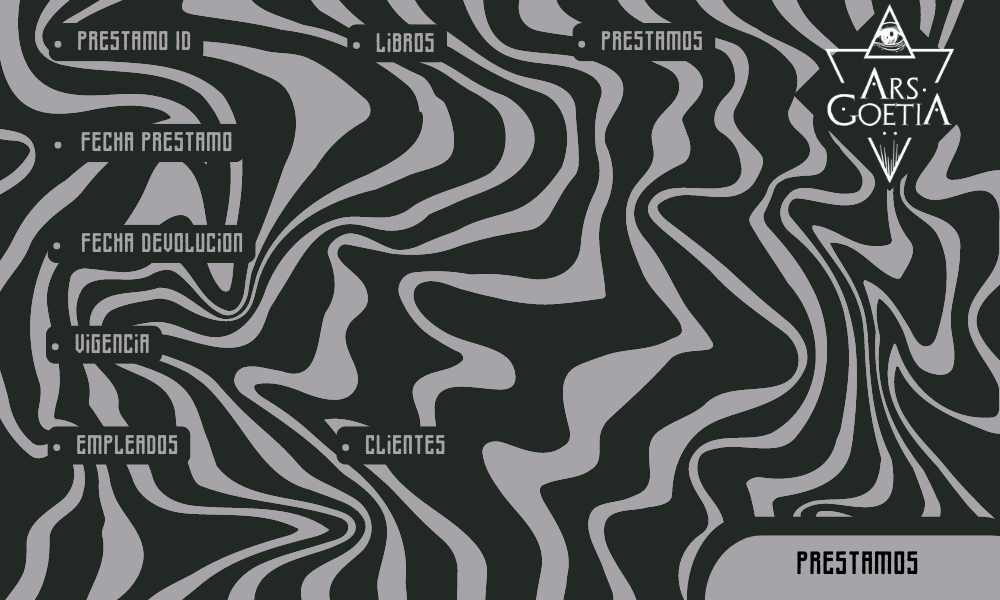 PRESTAMO ID
LiBROS
PRESTAMOS
ARS
GOETIA
FECHA PRESTAMO
FECHA DEVOLUCION
ViGENCiA
EMPLEADOS
CLiENTES
PRESTAMOS